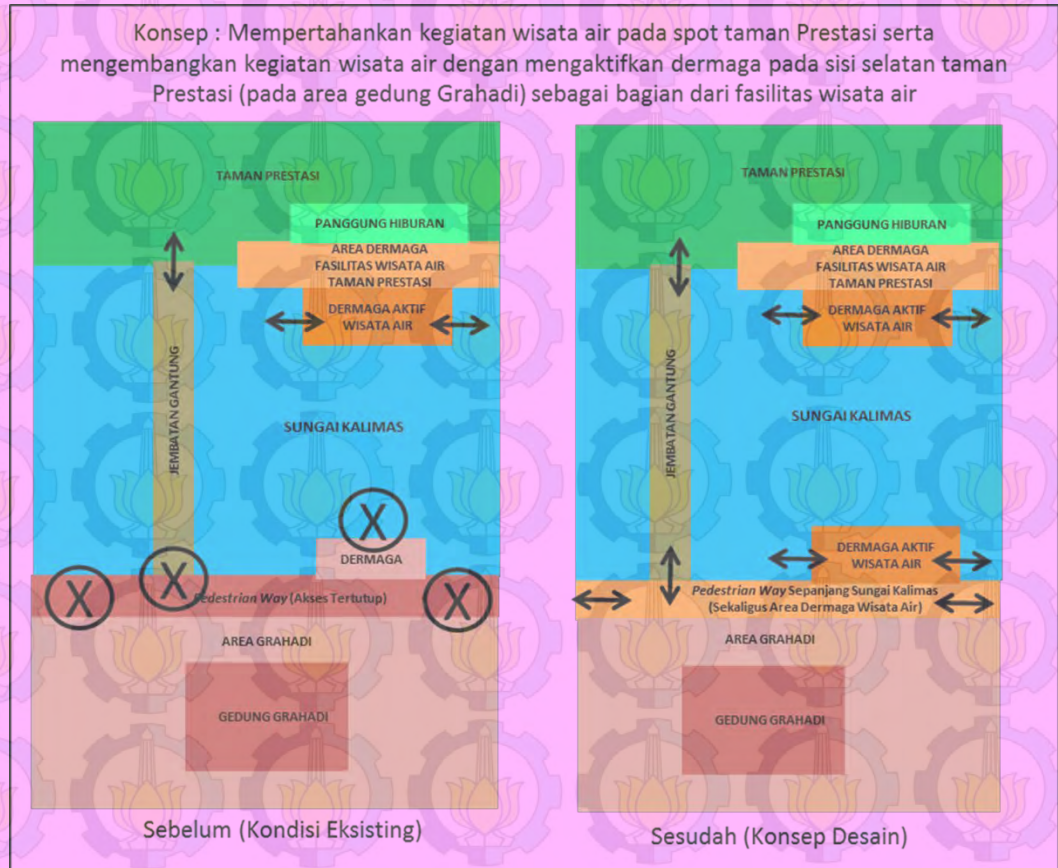 Konsep : Mempertahankan kegiatan wisata air pada spot taman Prestasi serta
mengembangkan kegiatan wisata air dengan mengaktifkan dermaga pada sisi selatan taman
Prestasi (pada area gedung Grahadi) sebagai bagian dari fasilitas wisata air
TAMAN PRESTASI
PANGGUNG HIBURAN
AREA DERMAGA
FASILITAS WISATA AIR
TAMAN PRESTASI
DERMAGA AKTIF
WISATA AIR
JEMBATAN GANTUNG
SUNGAI KALIMAS
X
DERMAGA
X
X
X
Pedestrian Way (Akses Tertutup)
AREA GRAHADI
GEDUNG GRAHADI
Sebelum (Kondisi Eksisting)
TAMAN PRESTASI
PANGGUNG HIBURAN
AREA DERMAGA
FASILITAS WISATA AIR
TAMAN PRESTASI
DERMAGA AKTIF
WISATA AIR
JEMBATAN GANTUNG
SUNGAI KALIMAS
DERMAGA AKTIF
WISATA AIR
Pedestrian Way Sepanjang Sungai Kalimas
(Sekaligus Area Dermaga Wisata Air)
AREA GRAHADI
GEDUNG GRAHADI
Sesudah (Konsep Desain)